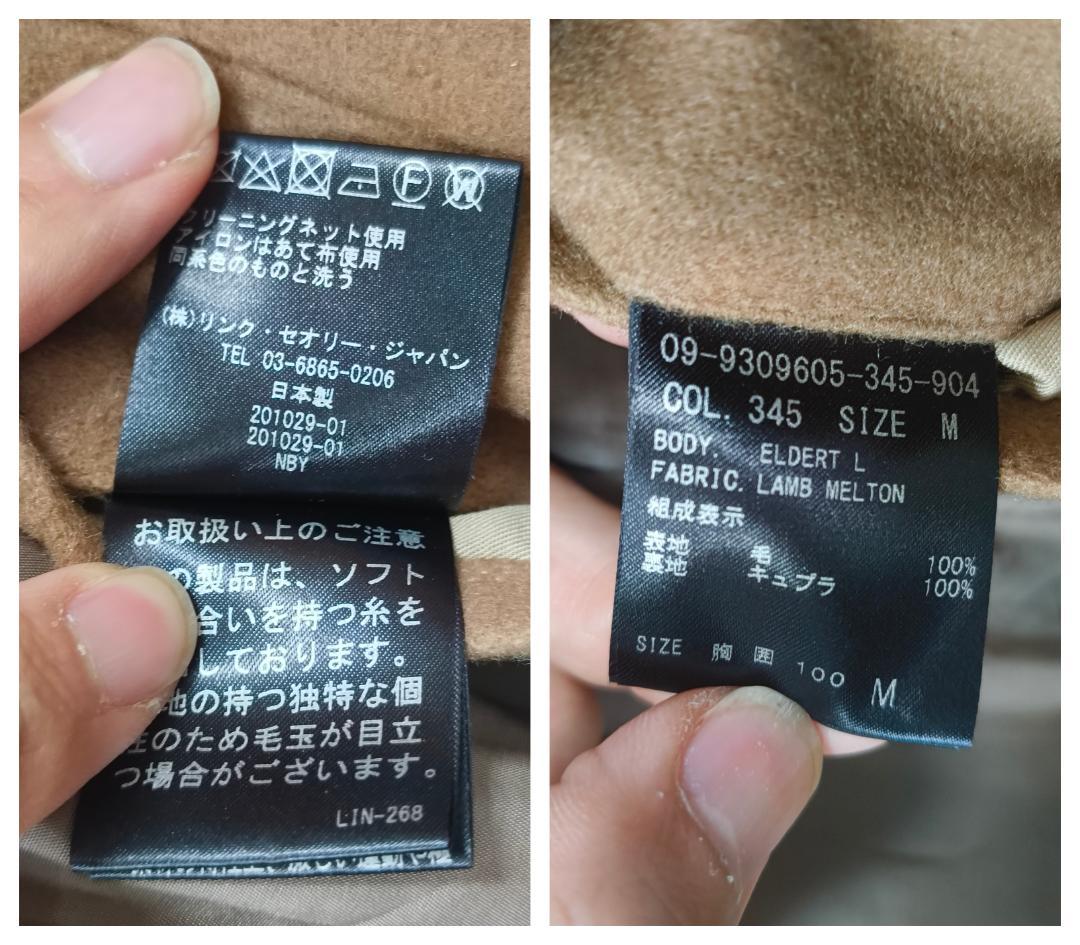 クリーニングネット使用
アイロンはあて布使用
同系色のものと洗う
(株)リンク・セオリー・ジャパン
TEL 03-6865-0206
日本製
201029-01
201029-01
NBY
お取扱い上のご注意
の製品は、ソフト
合いを持つ糸を
しております。
地の持つ独特な個
性のため毛玉が目立
つ場合がございます。
LIN-268
09-9309605-345-904
COL. 345 SIZE M
BODY. ELDERT L
FABRIC. LAMB MELTON
組成表示
表地 毛 100%
裏地 キュプラ 100%
SIZE 胸囲 100 M